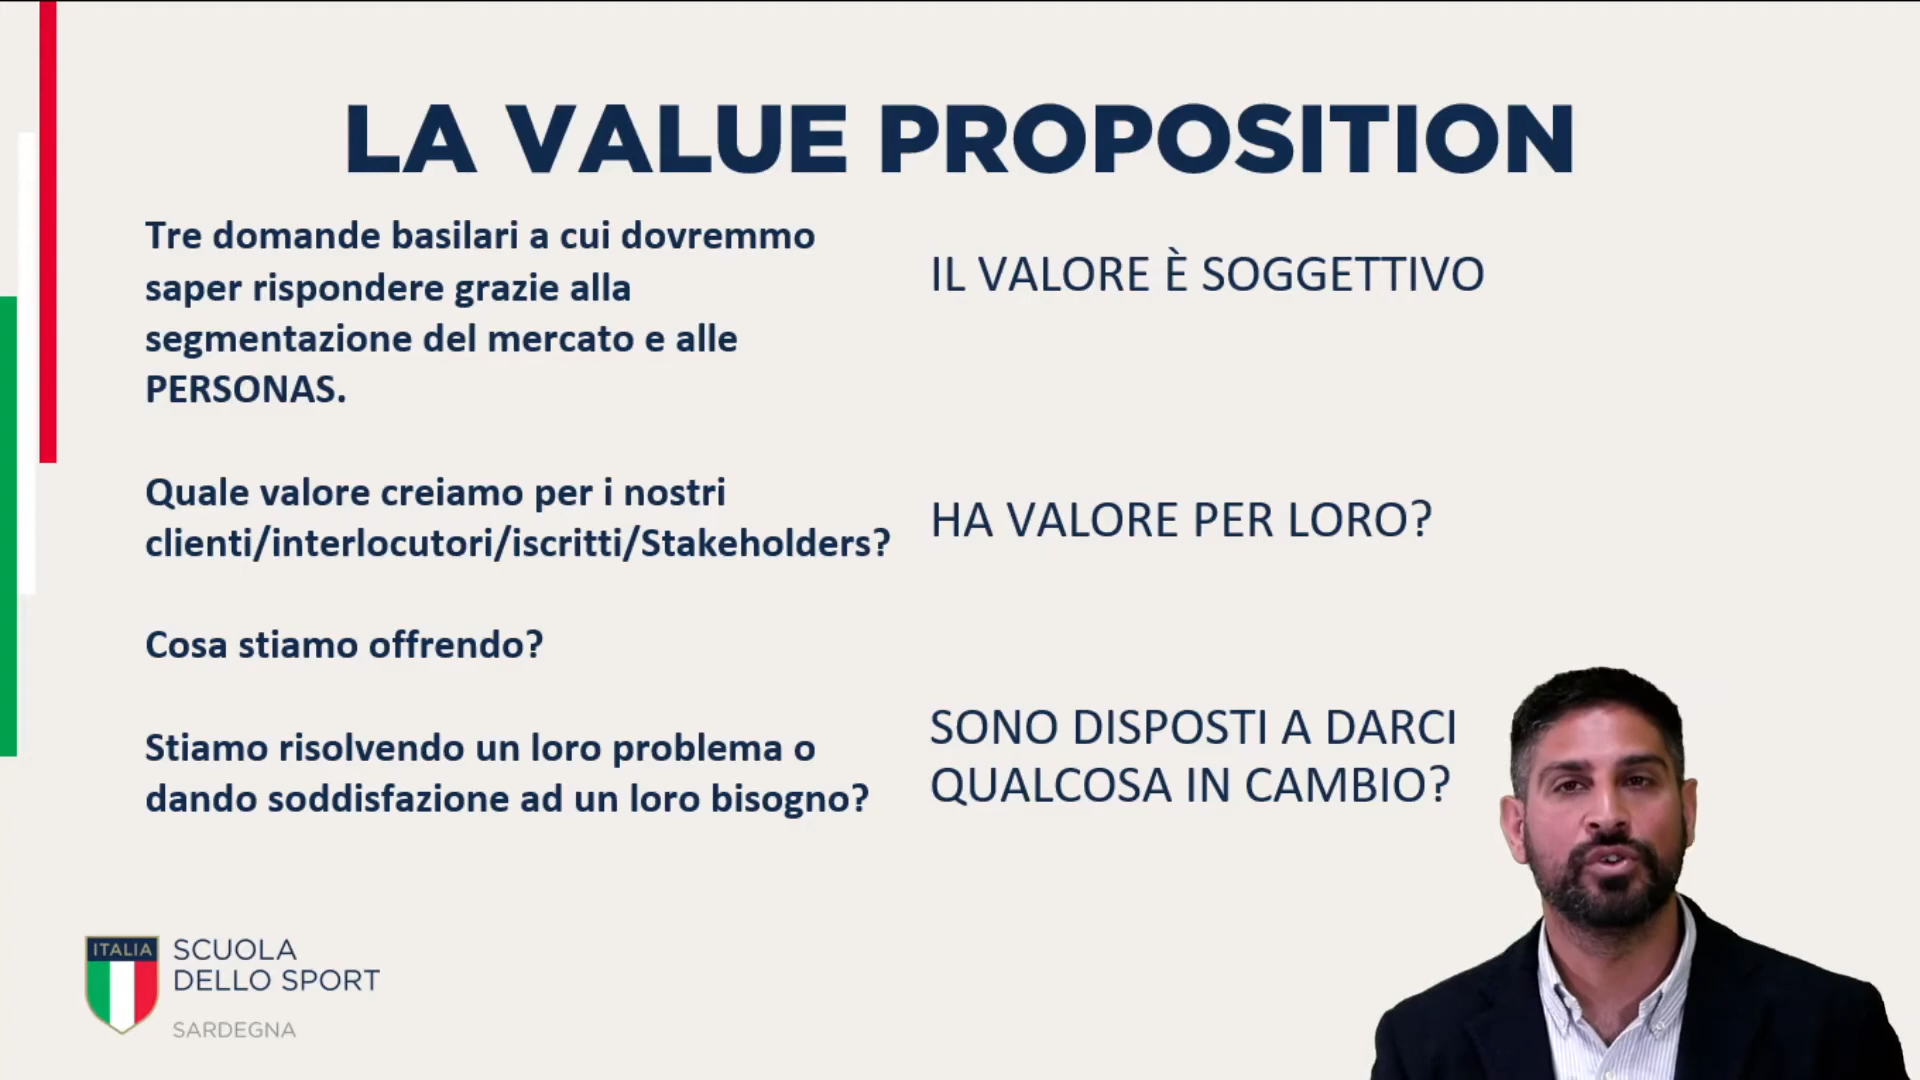 LA VALUE PROPOSITION
Tre domande basilari a cui dovremmo
saper rispondere grazie alla
segmentazione del mercato e alle
PERSONAS.
Quale valore creiamo per i nostri
clienti/interlocutori/iscritti/Stakeholders?
Cosa stiamo offrendo?
Stiamo risolvendo un loro problema o
dando soddisfazione ad un loro bisogno?
IL VALORE È SOGGETTIVO
HA VALORE PER LORO?
SONO DISPOSTI A DARCI
QUALCOSA IN CAMBIO?
ITALIA
SCUOLA
DELLO SPORT
SARDEGNA